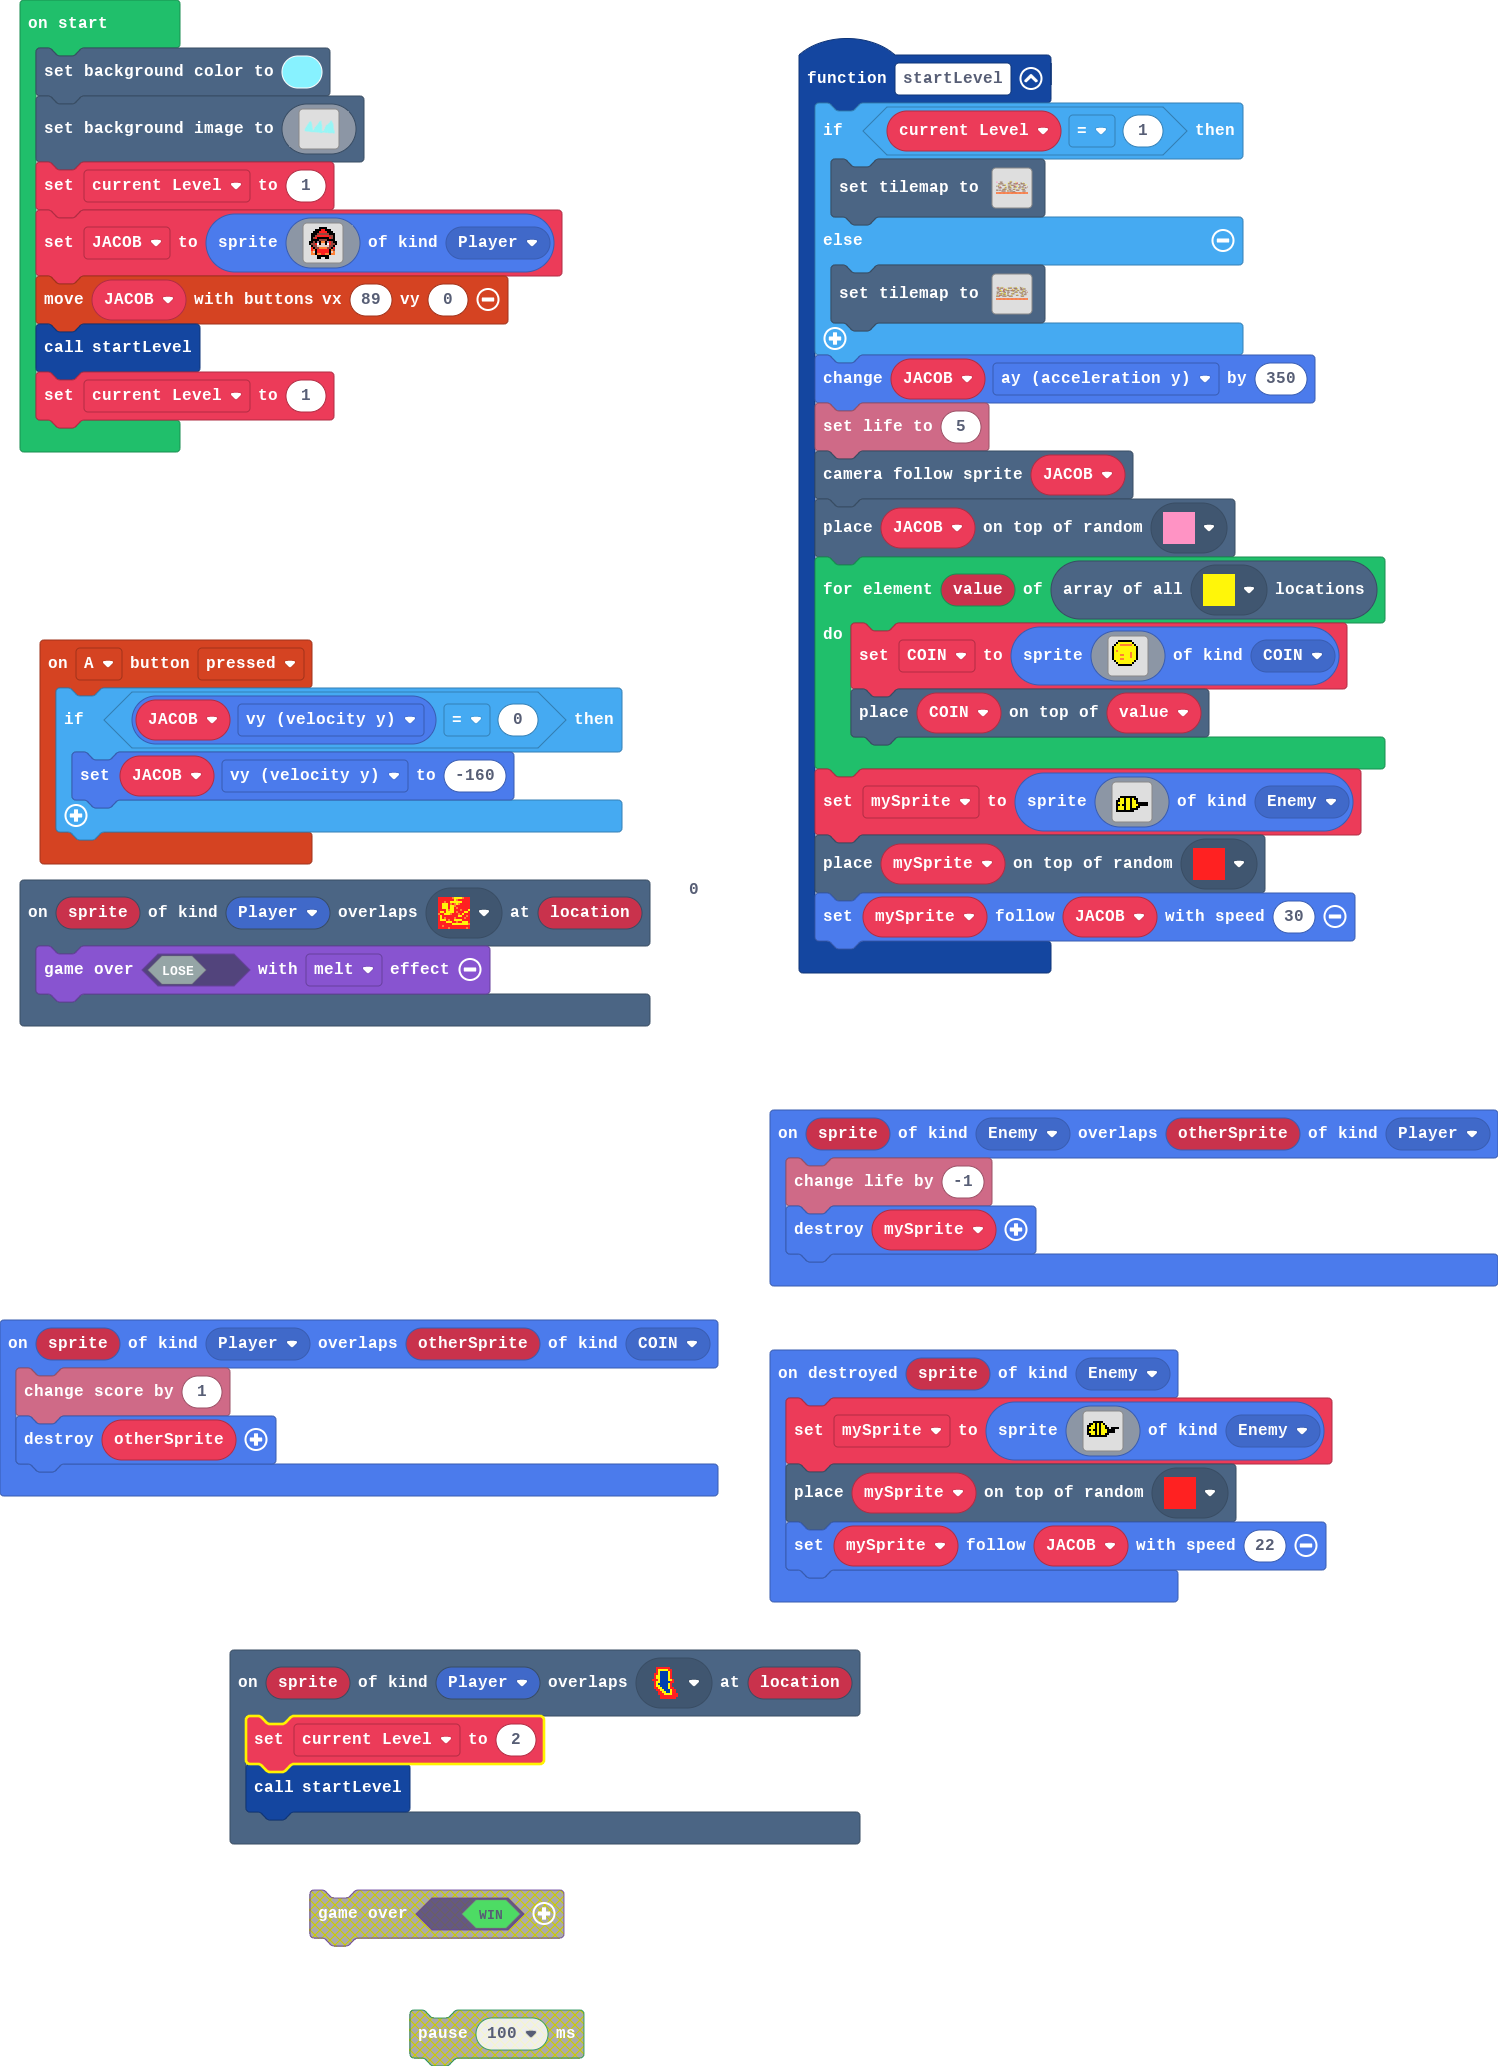 on start
set background color to
set background image to
set current Level to 1
set JACOB to sprite of kind Player
move JACOB with buttons vx 89 vy 0
call startLevel
set current Level to 1
function startLevel
if current Level = 1 then
set tilemap to
else
set tilemap to
change JACOB ay (acceleration y) by 350
set life to 5
camera follow sprite JACOB
place JACOB on top of random
for element value of array of all locations
do
set COIN to sprite of kind COIN
place COIN on top of value
set mySprite to sprite of kind Enemy
place mySprite on top of random
set mySprite follow JACOB with speed 30
on A button pressed
if JACOB vy (velocity y) = 0 then
set JACOB vy (velocity y) to -160
0
on sprite of kind Player overlaps at location
game over LOSE with melt effect
on sprite of kind Enemy overlaps otherSprite of kind Player
change life by -1
destroy mySprite
on sprite of kind Player overlaps otherSprite of kind COIN
change score by 1
destroy otherSprite
on destroyed sprite of kind Enemy
set mySprite to sprite of kind Enemy
place mySprite on top of random
set mySprite follow JACOB with speed 22
on sprite of kind Player overlaps at location
set current Level to 2
call startLevel
game over WIN
pause 100 ms